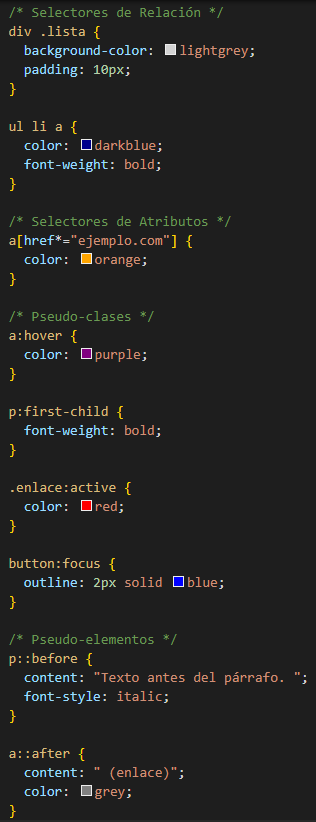 /* Selectores de Relación */
div .lista {
  background-color: lightgrey;
  padding: 10px;
}

ul li a {
  color: darkblue;
  font-weight: bold;
}

/* Selectores de Atributos */
a[href*="ejemplo.com"] {
  color: orange;
}

/* Pseudo-clases */
a:hover {
  color: purple;
}

p:first-child {
  font-weight: bold;
}

.enlace:active {
  color: red;
}

button:focus {
  outline: 2px solid blue;
}

/* Pseudo-elementos */
p::before {
  content: "Texto antes del párrafo. ";
  font-style: italic;
}

a::after {
  content: " (enlace)";
  color: grey;
}